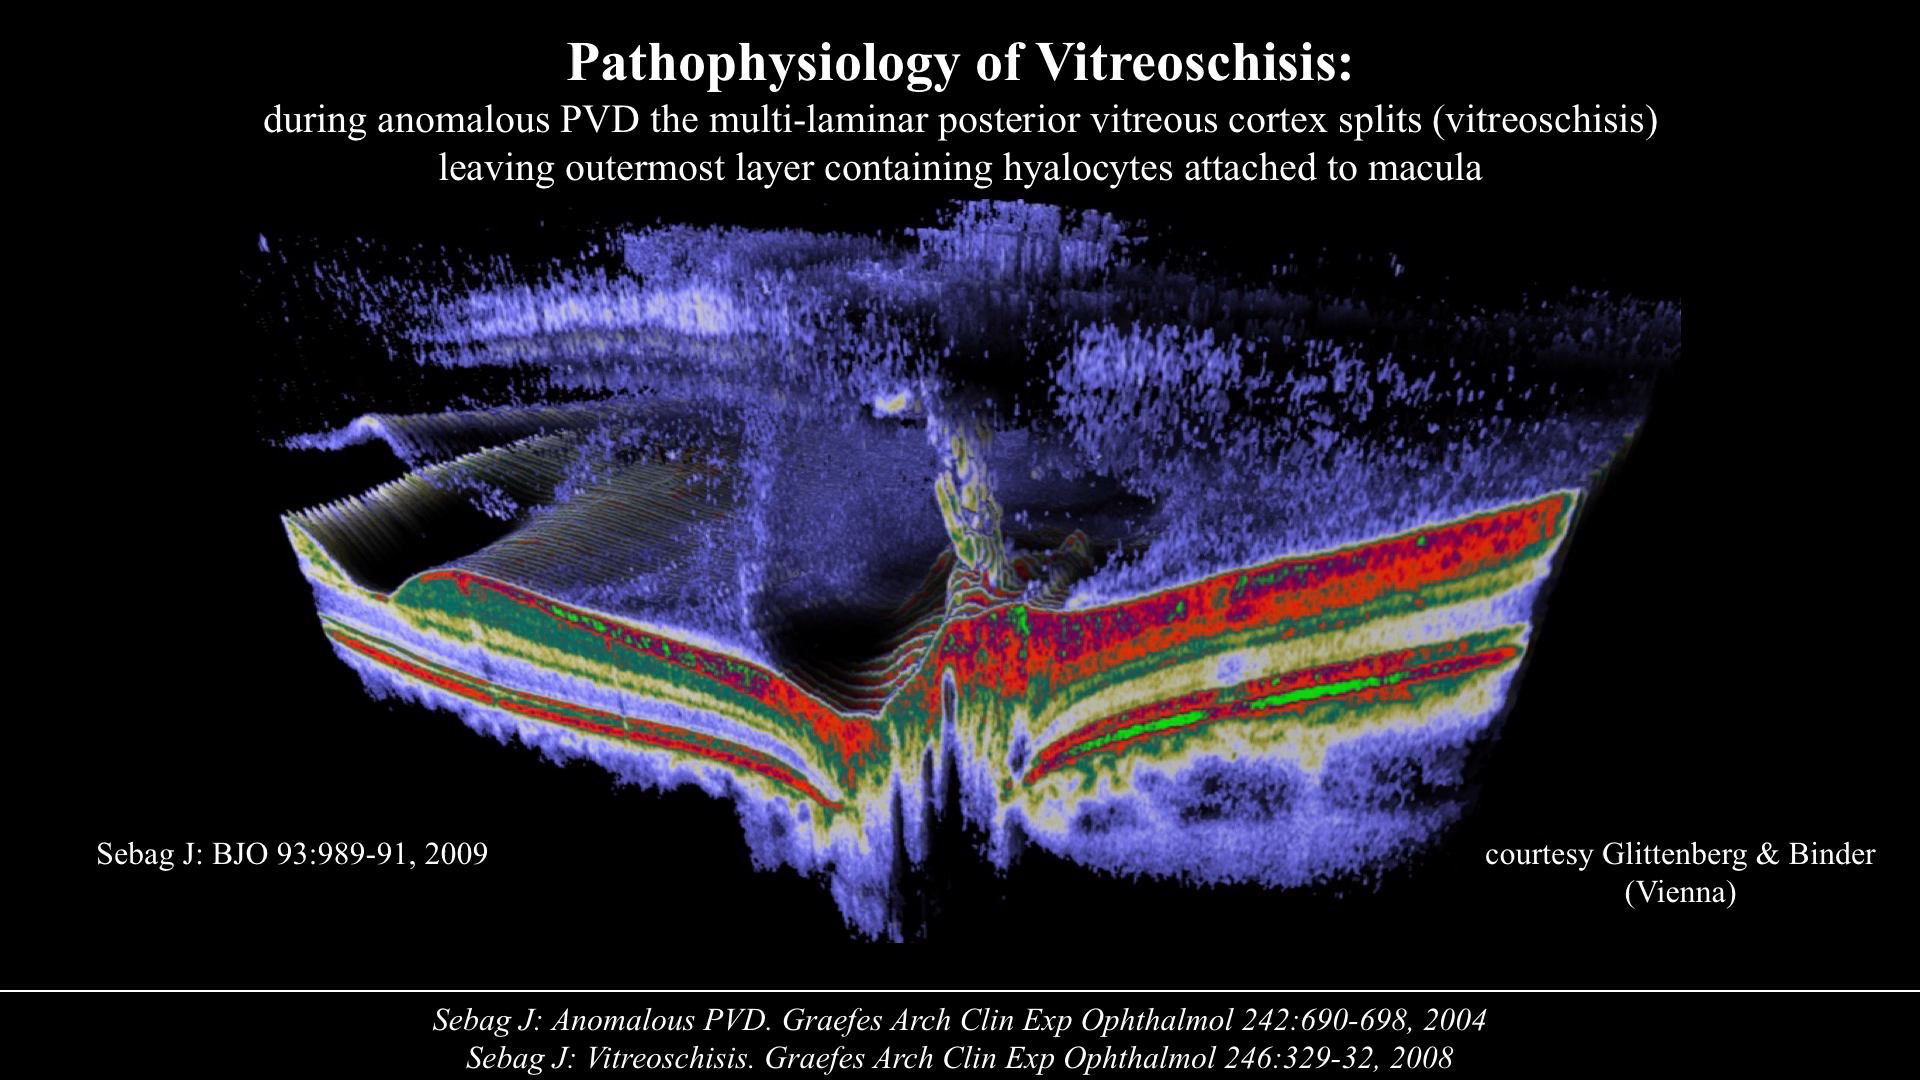 Pathophysiology of Vitreoschisis:
during anomalous PVD the multi-laminar posterior vitreous cortex splits (vitreoschisis)
leaving outermost layer containing hyalocytes attached to macula
Sebag J: BJO 93:989-91, 2009
courtesy Glittenberg & Binder
(Vienna)
Sebag J: Anomalous PVD. Graefes Arch Clin Exp Ophthalmol 242:690-698, 2004
Sebag J: Vitreoschisis. Graefes Arch Clin Exp Ophthalmol 246:329-32, 2008